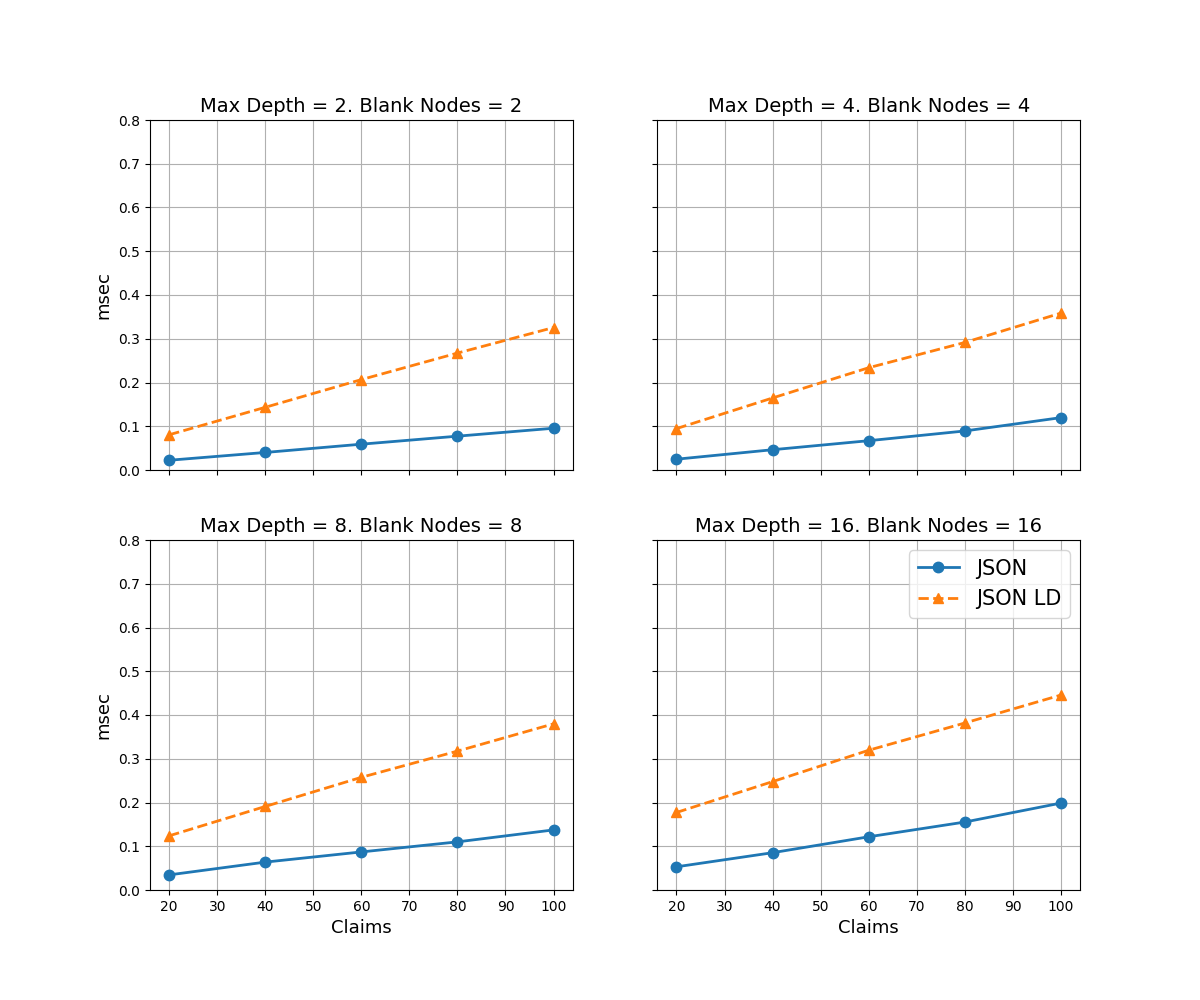 Max Depth = 2. Blank Nodes = 2
Max Depth = 4. Blank Nodes = 4
0.8
0.7
0.6
0.5
0.4
0.3
0.2
0.1
0.0
msec
Max Depth = 8. Blank Nodes = 8
Max Depth = 16. Blank Nodes = 16
0.8
0.7
0.6
0.5
0.4
0.3
0.2
0.1
0.0
msec
JSON
JSON LD
20 30 40 50 60 70 80 90 100
20 30 40 50 60 70 80 90 100
Claims
Claims